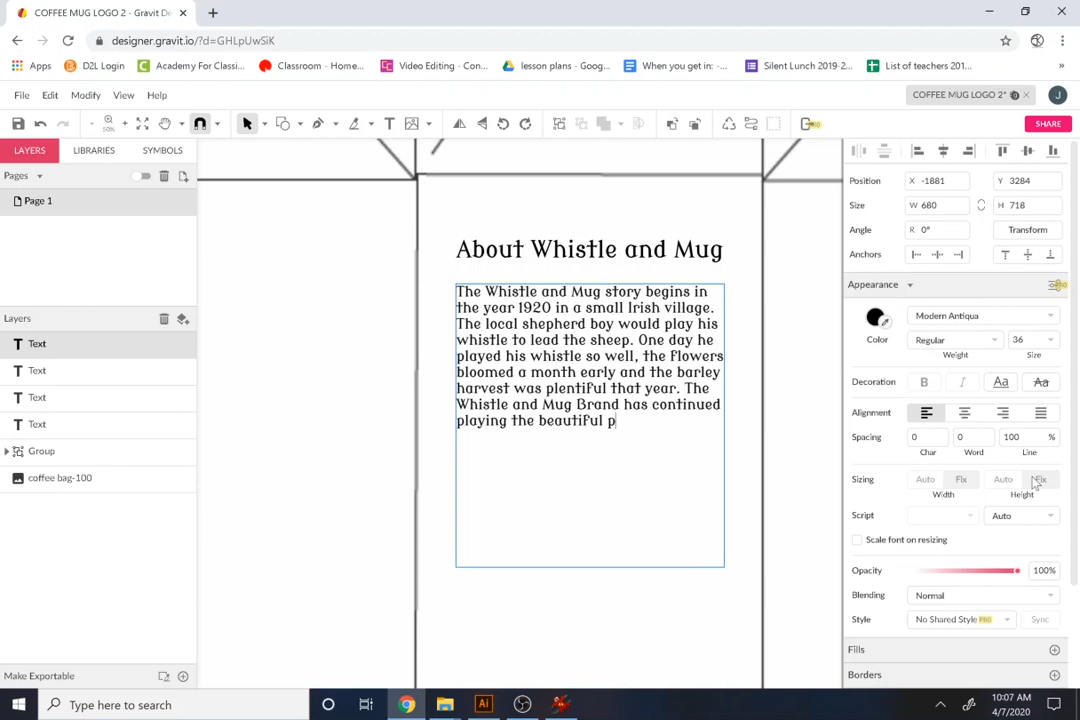 COFFEE MUG LOGO 2 - Gravit De
designer.gravit.io/?d=GHLpUwSiK
Apps D2L Login Academy For Classi... Classroom - Home... Video Editing - Con... lesson plans - Goog... When you get in: -... Silent Lunch 2019-2... List of teachers 201... »
File Edit Modify View Help COFFEE MUG LOGO 2* J
50% PRO SHARE
LAYERS LIBRARIES SYMBOLS
Pages
Page 1
Layers
Text
Text
Text
Text
Group
coffee bag-100
Make Exportable
About Whistle and Mug
The Whistle and Mug story begins in
the year 1920 in a small Irish village.
The local shepherd boy would play his
whistle to lead the sheep. One day he
played his whistle so well, the flowers
bloomed a month early and the barley
harvest was plentiful that year. The
Whistle and Mug Brand has continued
playing the beautiful p
Position X -1881 Y 3284
Size W 680 H 718
Angle R 0° Transform
Anchors
Appearance PRO
Color Modern Antiqua
Regular 36
Weight Size
Decoration B I Aa Aa
Alignment
Spacing 0 0 100 %
Char Word Line
Sizing Auto Fix Auto Fix
Width Height
Script Auto
Scale font on resizing
Opacity 100%
Blending Normal
Style No Shared Style PRO Sync
Fills
Borders
Type here to search
Ai
10:07 AM
4/7/2020